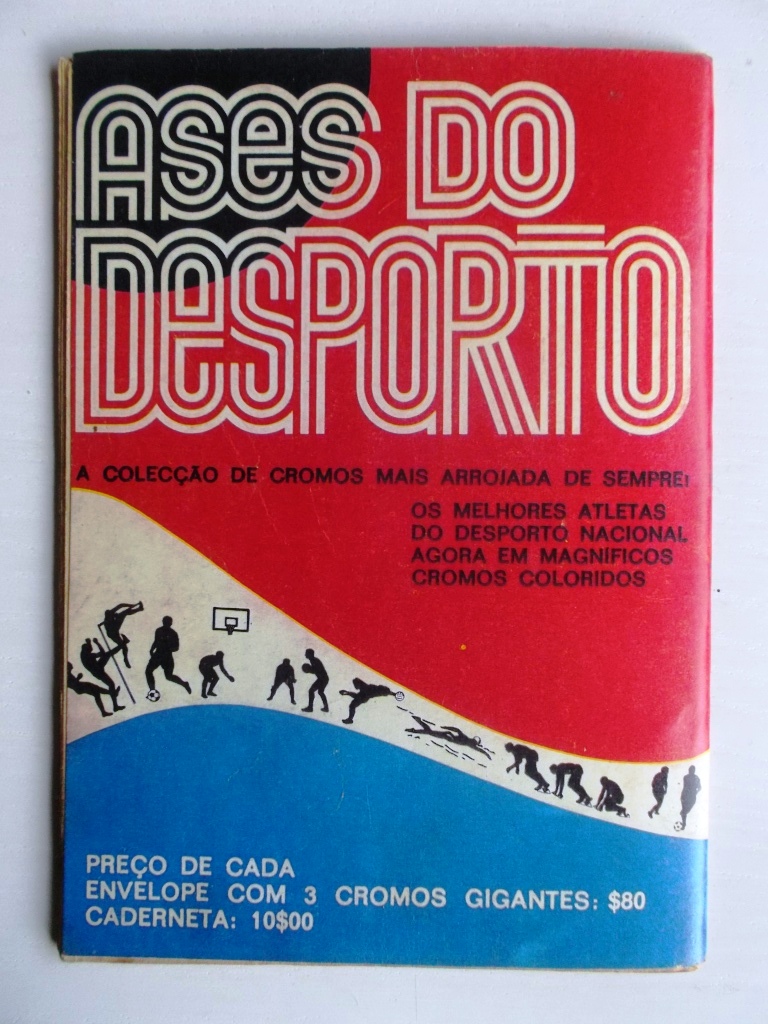 ASES DO
DESPORTO
A COLECÇÃO DE CROMOS MAIS ARROJADA DE SEMPRE!
OS MELHORES ATLETAS
DO DESPORTO NACIONAL
AGORA EM MAGNÍFICOS
CROMOS COLORIDOS
PREÇO DE CADA
ENVELOPE COM 3 CROMOS GIGANTES: $80
CADERNETA: 10$00